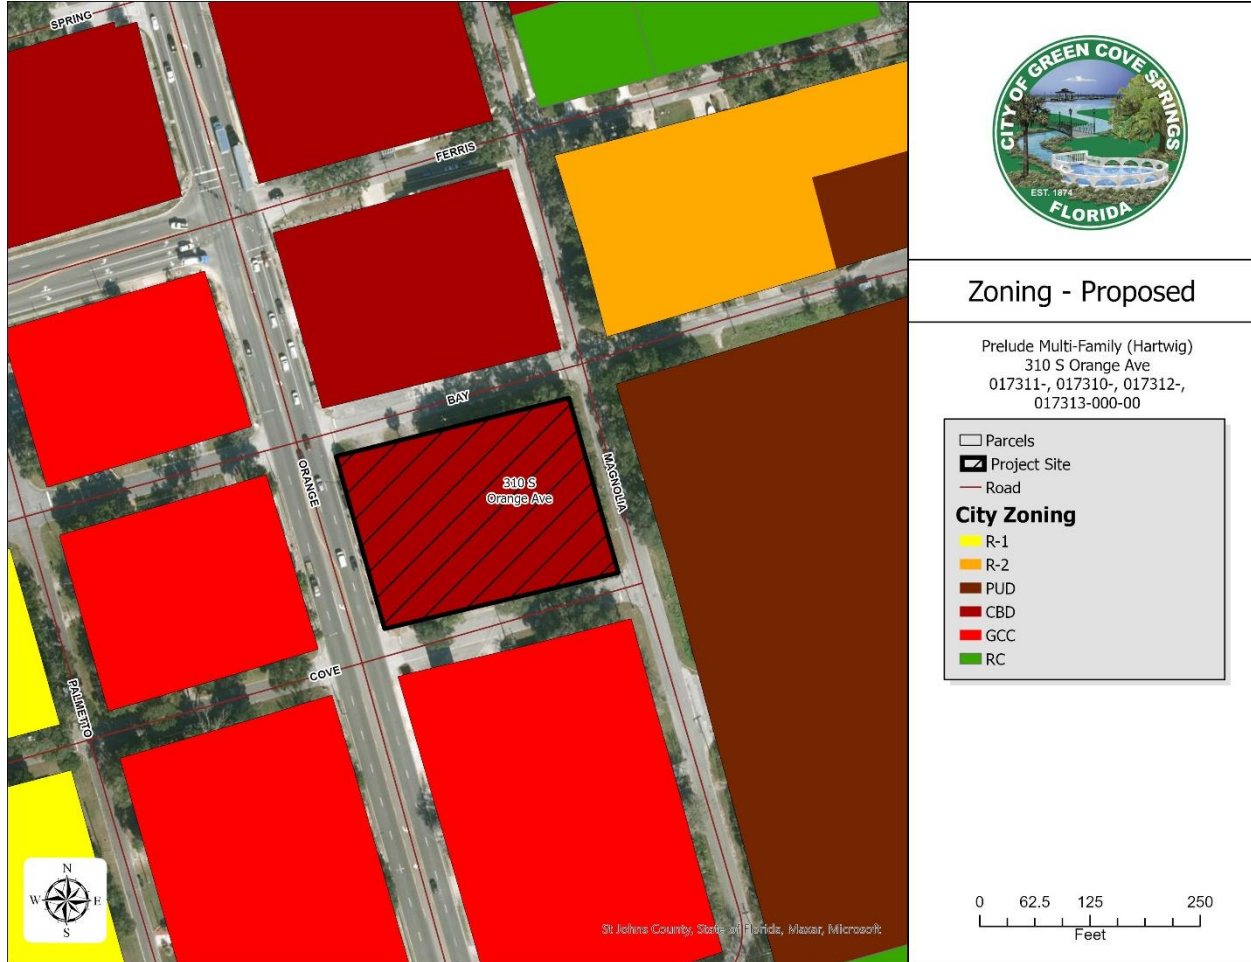 SPRING
FERRIS
BAY
ORANGE
MAGNOLIA
310 S
Orange Ave
COVE
PALMETTO
N
W E
S
St Johns County, State of Florida, Maxar, Microsoft
CITY OF GREEN COVE SPRINGS
EST. 1874
FLORIDA
Zoning - Proposed
Prelude Multi-Family (Hartwig)
310 S Orange Ave
017311-, 017310-, 017312-,
017313-000-00
Parcels
Project Site
Road
City Zoning
R-1
R-2
PUD
CBD
GCC
RC
0 62.5 125 250
Feet